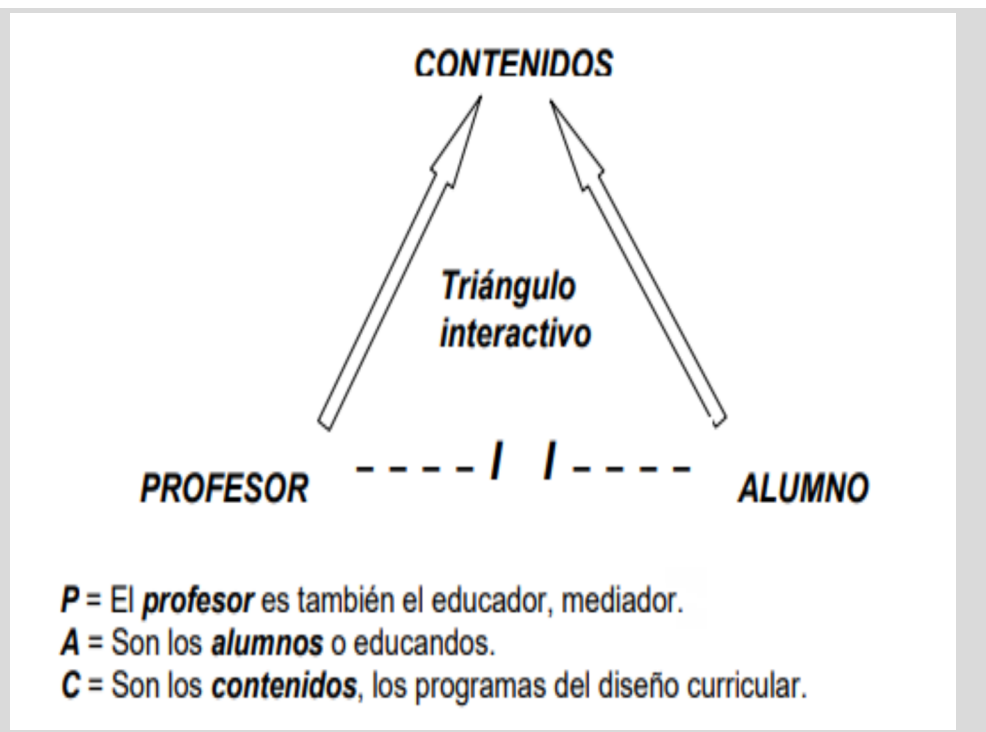 CONTENIDOS
Triángulo
interactivo
PROFESOR - - - - / / - - - - ALUMNO
P = El profesor es también el educador, mediador.
A = Son los alumnos o educandos.
C = Son los contenidos, los programas del diseño curricular.